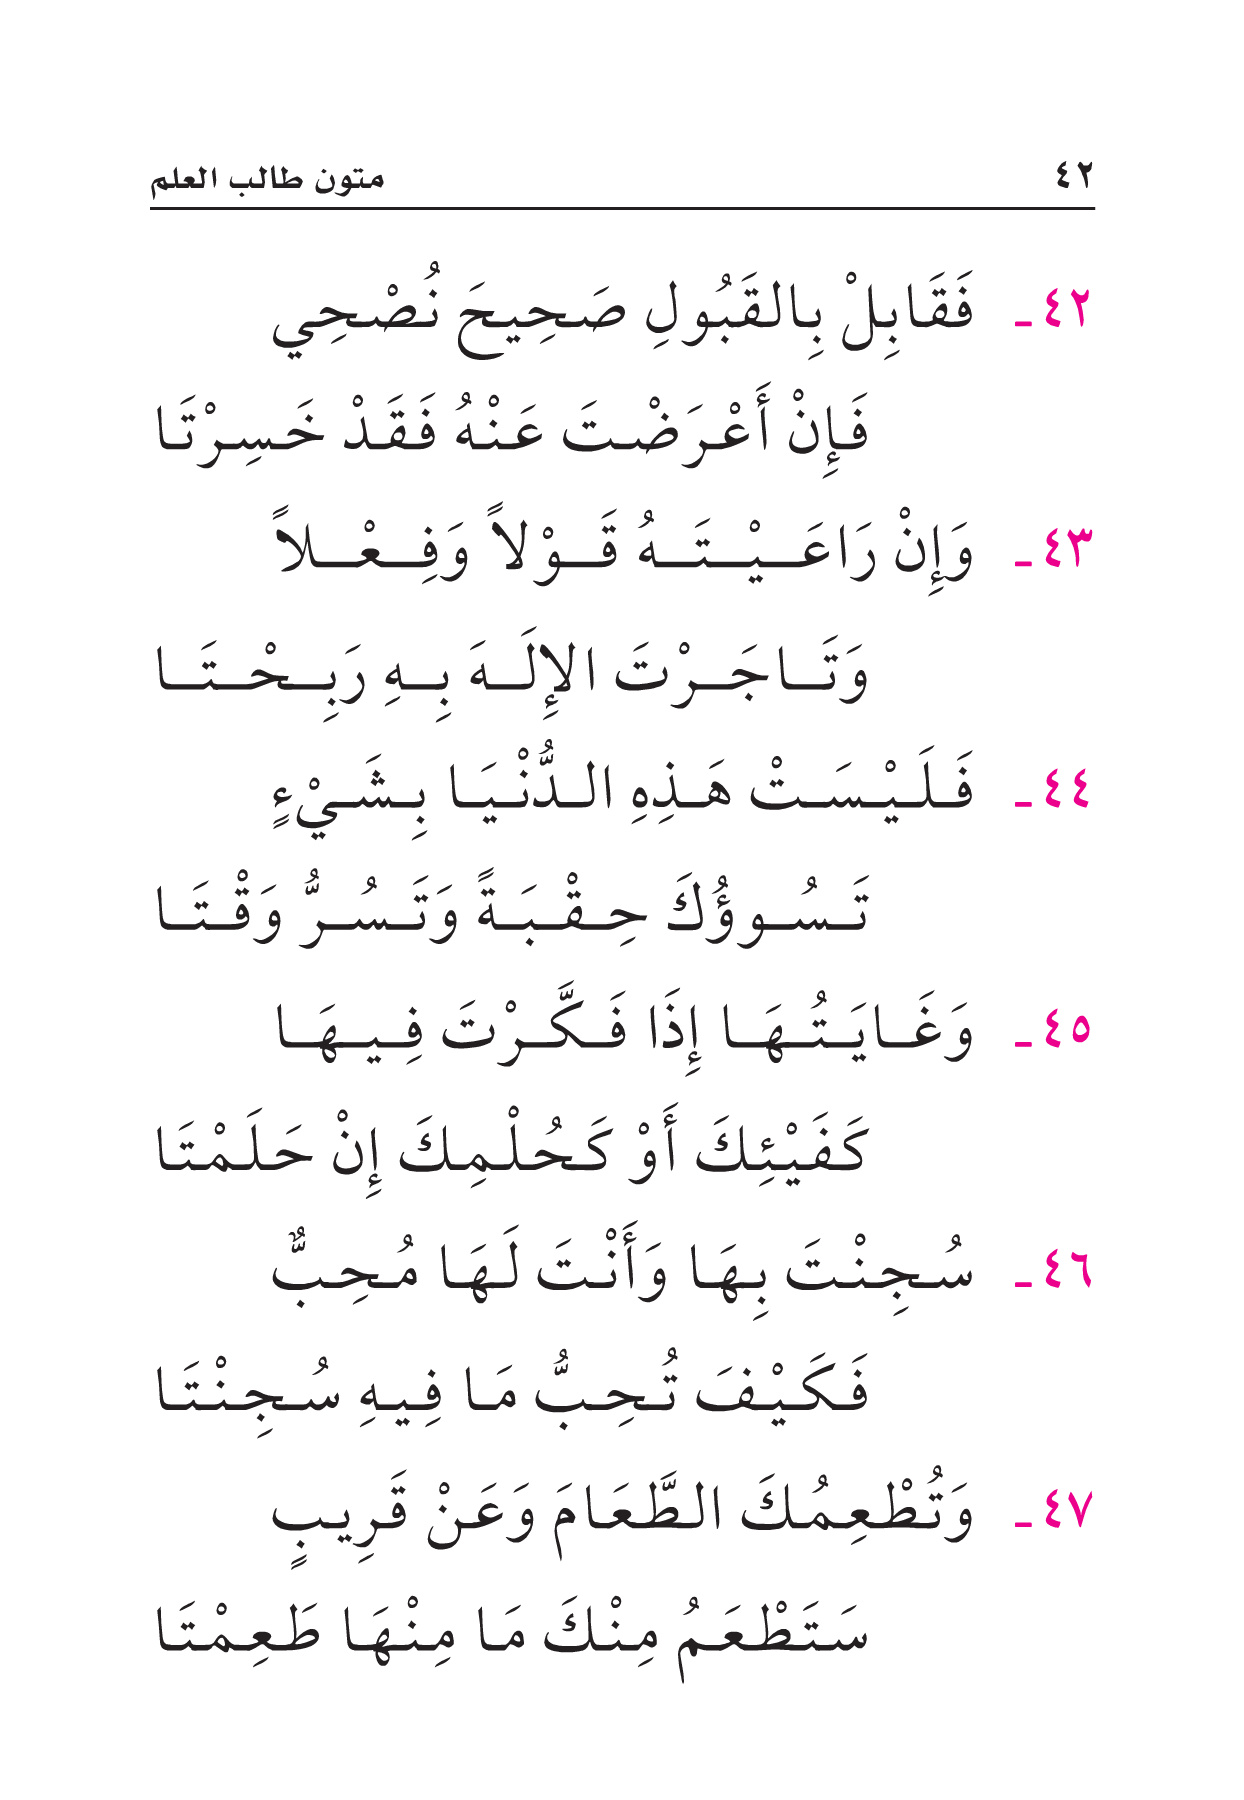 ٤٢ متون طالب العلم
٤٢ـ فَقَابِلْ بِالقَبُولِ صَحِيحَ نُصْحِي
فَإِنْ أَعْرَضْتَ عَنْهُ فَقَدْ خَسِرْتَا
٤٣ـ وَإِنْ رَاعَيْتَهُ قَوْلاً وَفِعْلاً
وَتَاجَرْتَ الإِلَهَ بِهِ رَبِحْتَا
٤٤ـ فَلَيْسَتْ هَذِهِ الدُّنْيَا بِشَيْءٍ
تَسُوؤُكَ حِقْبَةً وَتَسُرُّ وَقْتَا
٤٥ـ وَغَايَتُهَا إِذَا فَكَّرْتَ فِيهَا
كَفَيْئِكَ أَوْ كَحُلْمِكَ إِنْ حَلَمْتَا
٤٦ـ سُجِنْتَ بِهَا وَأَنْتَ لَهَا مُحِبٌّ
فَكَيْفَ تُحِبُّ مَا فِيهِ سُجِنْتَا
٤٧ـ وَتُطْعِمُكَ الطَّعَامَ وَعَنْ قَرِيبٍ
سَتَطْعَمُ مِنْكَ مَا مِنْهَا طَعِمْتَا